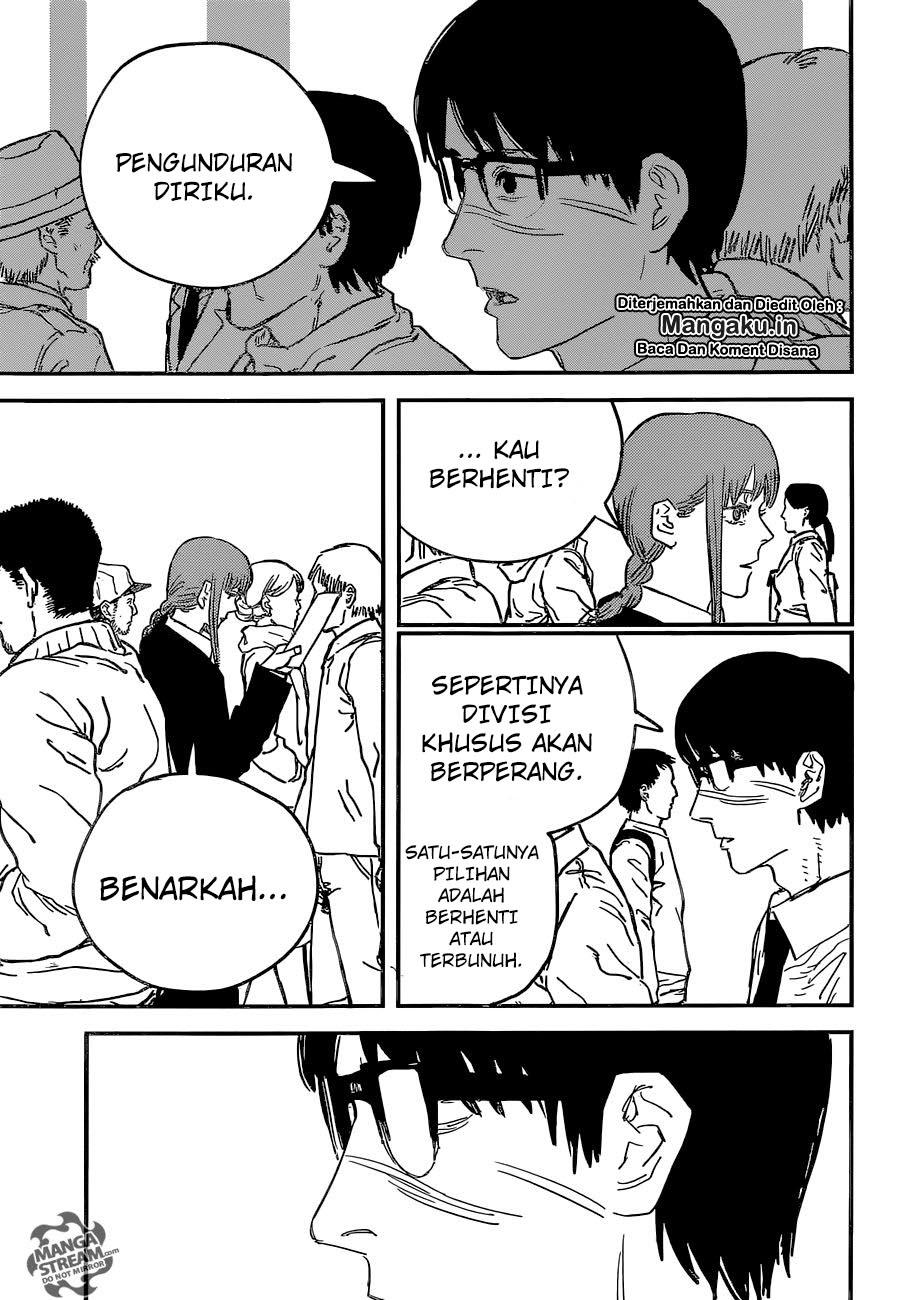 PENGUNDURAN
DIRIKU.
Diterjemahkan dan Diedit Oleh :
Mangaku.in
Baca Dan Koment Disana
... KAU
BERHENTI?
SEPERTINYA
DIVISI
KHUSUS AKAN
BERPERANG.
SATU-SATUNYA
PILIHAN
ADALAH
BERHENTI
ATAU
TERBUNUH.
BENARKAH...
MANGA
STREAM.com
DO NOT MIRROR!